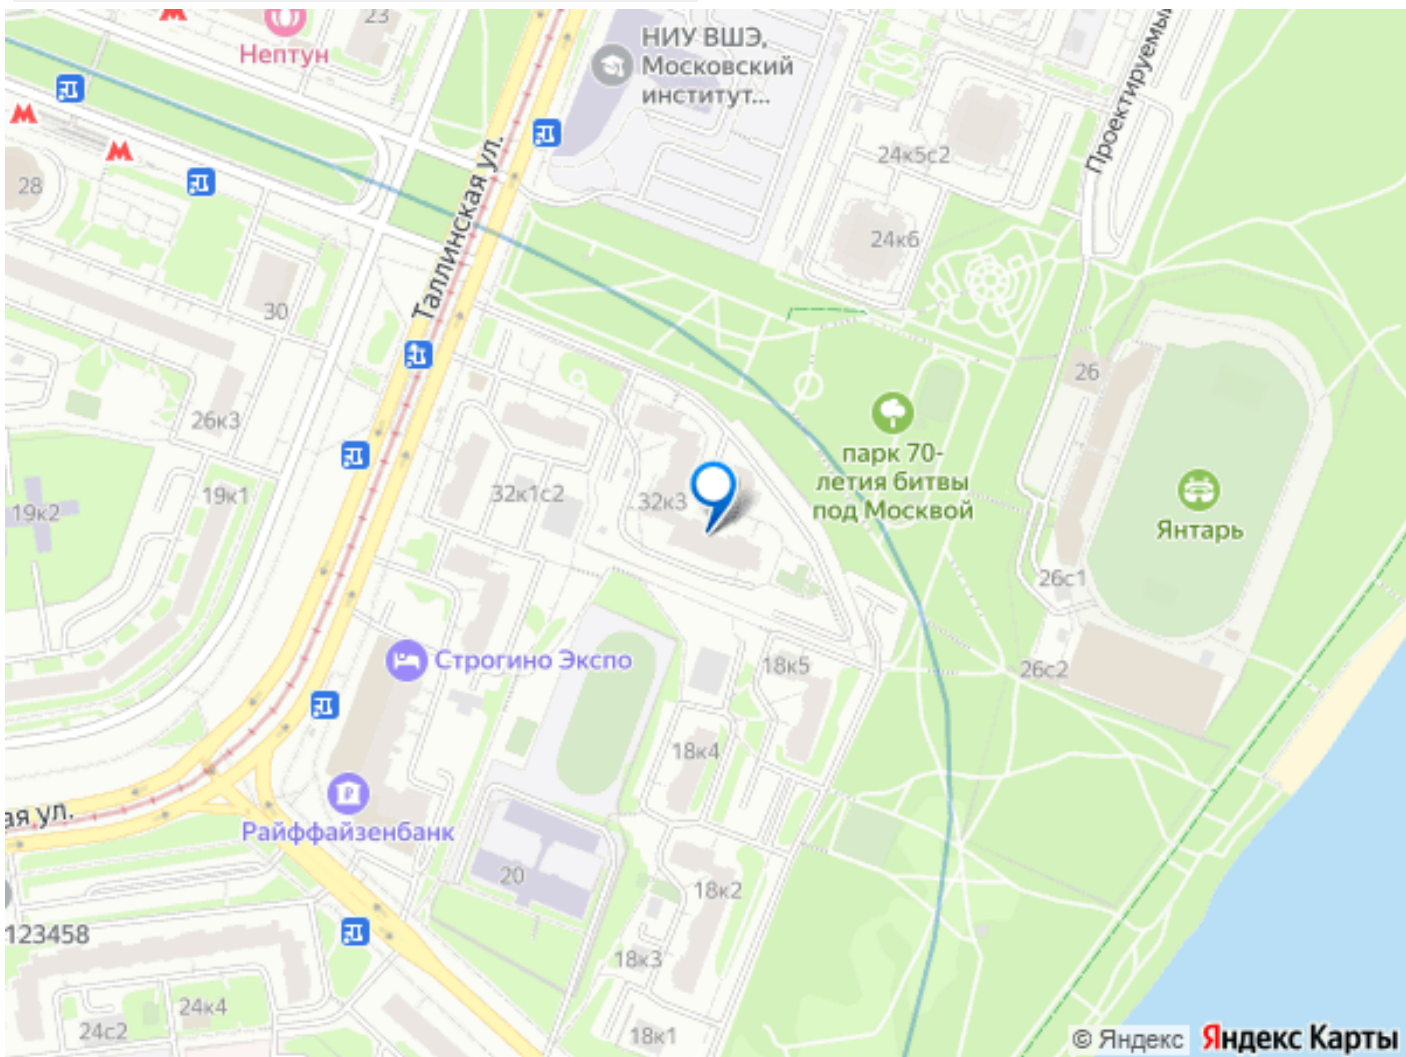 23
Нептун
НИУ ВШЭ,
Московский
институт...
Проектируемый
24к5с2
28
Таллинская ул.
24к6
30
26
26к3
парк 70-
летия битвы
под Москвой
19к1
32к1с2
32к3
19к2
Янтарь
26с1
Строгино Экспо
18к5
26с2
18к4
ая ул.
Райффайзенбанк
20
18к2
123458
18к3
24к4
24с2
18к1
© Яндекс Яндекс Карты